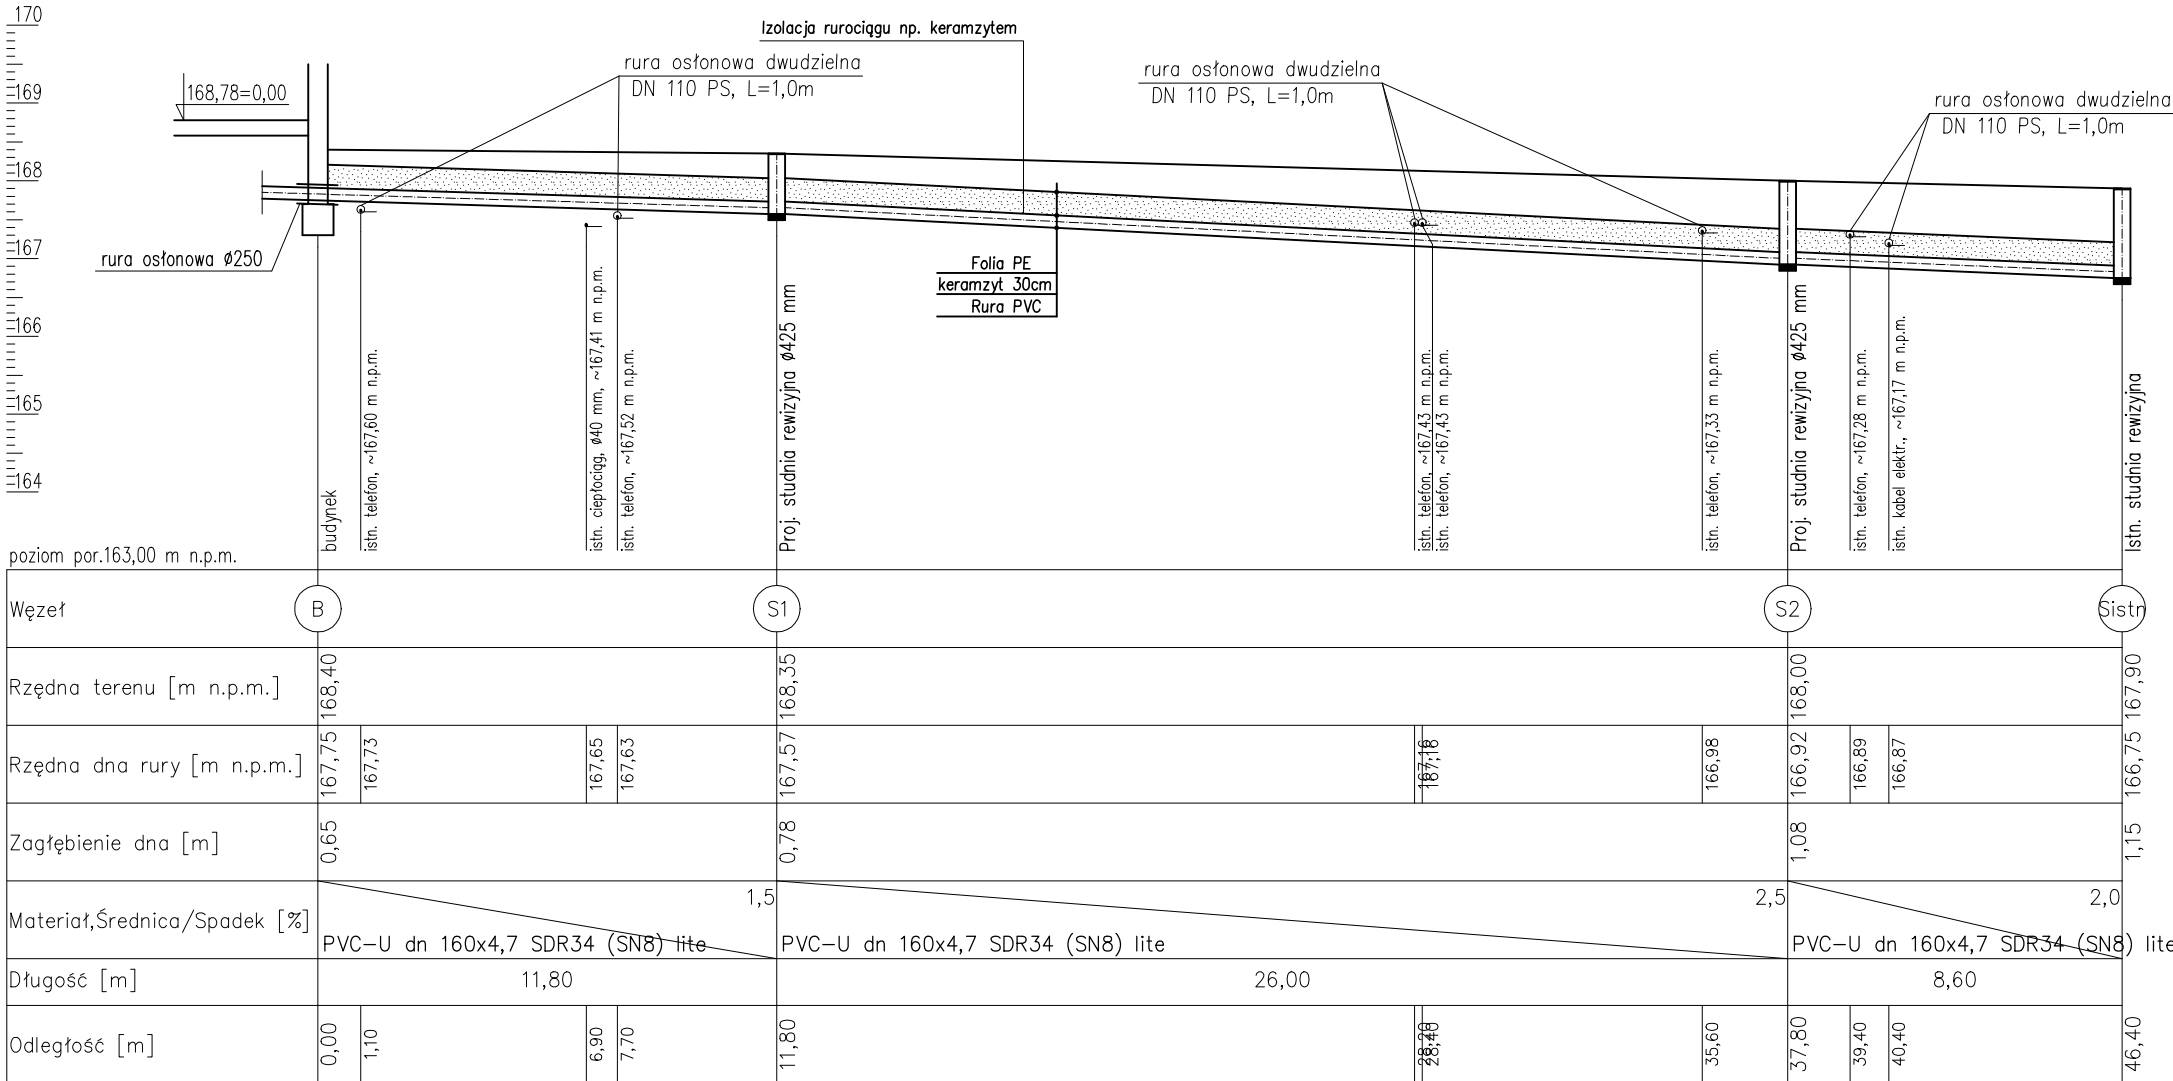 170
169
168
167
166
165
164
168,78=0,00
Izolacja rurociągu np. keramzytem
rura osłonowa dwudzielna
DN 110 PS, L=1,0m
rura osłonowa dwudzielna
DN 110 PS, L=1,0m
rura osłonowa dwudzielna
DN 110 PS, L=1,0m
rura osłonowa ø250
Folia PE
keramzyt 30cm
Rura PVC
budynek
istn. telefon, ~167,60 m n.p.m.
istn. ciepłociąg, ø40 mm, ~167,41 m n.p.m.
istn. telefon, ~167,52 m n.p.m.
Proj. studnia rewizyjna ø425 mm
istn. telefon, ~167,43 m n.p.m.
istn. telefon, ~167,43 m n.p.m.
istn. telefon, ~167,33 m n.p.m.
Proj. studnia rewizyjna ø425 mm
istn. telefon, ~167,28 m n.p.m.
istn. kabel elektr., ~167,17 m n.p.m.
Istn. studnia rewizyjna
poziom por.163,00 m n.p.m.
Węzeł
B
S1
S2
Sistn
Rzędna terenu [m n.p.m.]
168,40
168,35
168,00
167,90
Rzędna dna rury [m n.p.m.]
167,75
167,73
167,65
167,63
167,57
167,16
167,16
166,98
166,92
166,89
166,87
166,75
Zagłębienie dna [m]
0,65
0,78
1,08
1,15
Materiał,Średnica/Spadek [%]
1,5
2,5
2,0
PVC-U dn 160x4,7 SDR34 (SN8) lite
PVC-U dn 160x4,7 SDR34 (SN8) lite
PVC-U dn 160x4,7 SDR34 (SN8) lite
Długość [m]
11,80
26,00
8,60
Odległość [m]
0,00
1,10
6,90
7,70
11,80
28,20
28,40
35,60
37,80
39,40
40,40
46,40